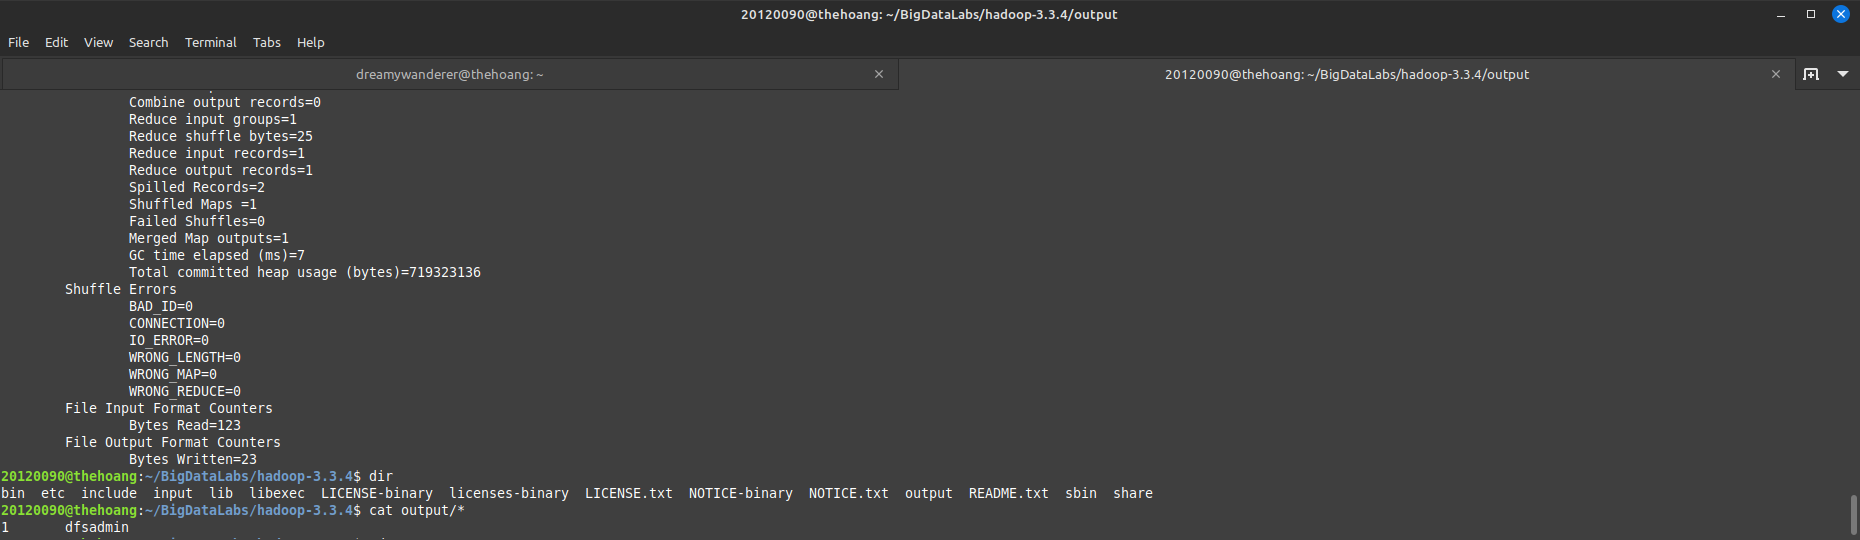 20120090@thehoang: ~/BigDataLabs/hadoop-3.3.4/output
File Edit View Search Terminal Tabs Help
dreamywanderer@thehoang: ~
20120090@thehoang: ~/BigDataLabs/hadoop-3.3.4/output
Combine output records=0
Reduce input groups=1
Reduce shuffle bytes=25
Reduce input records=1
Reduce output records=1
Spilled Records=2
Shuffled Maps =1
Failed Shuffles=0
Merged Map outputs=1
GC time elapsed (ms)=7
Total committed heap usage (bytes)=719323136
Shuffle Errors
BAD_ID=0
CONNECTION=0
IO_ERROR=0
WRONG_LENGTH=0
WRONG_MAP=0
WRONG_REDUCE=0
File Input Format Counters
Bytes Read=123
File Output Format Counters
Bytes Written=23
20120090@thehoang:~/BigDataLabs/hadoop-3.3.4$ dir
bin etc include input lib libexec LICENSE-binary licenses-binary LICENSE.txt NOTICE-binary NOTICE.txt output README.txt sbin share
20120090@thehoang:~/BigDataLabs/hadoop-3.3.4$ cat output/*
1 dfsadmin